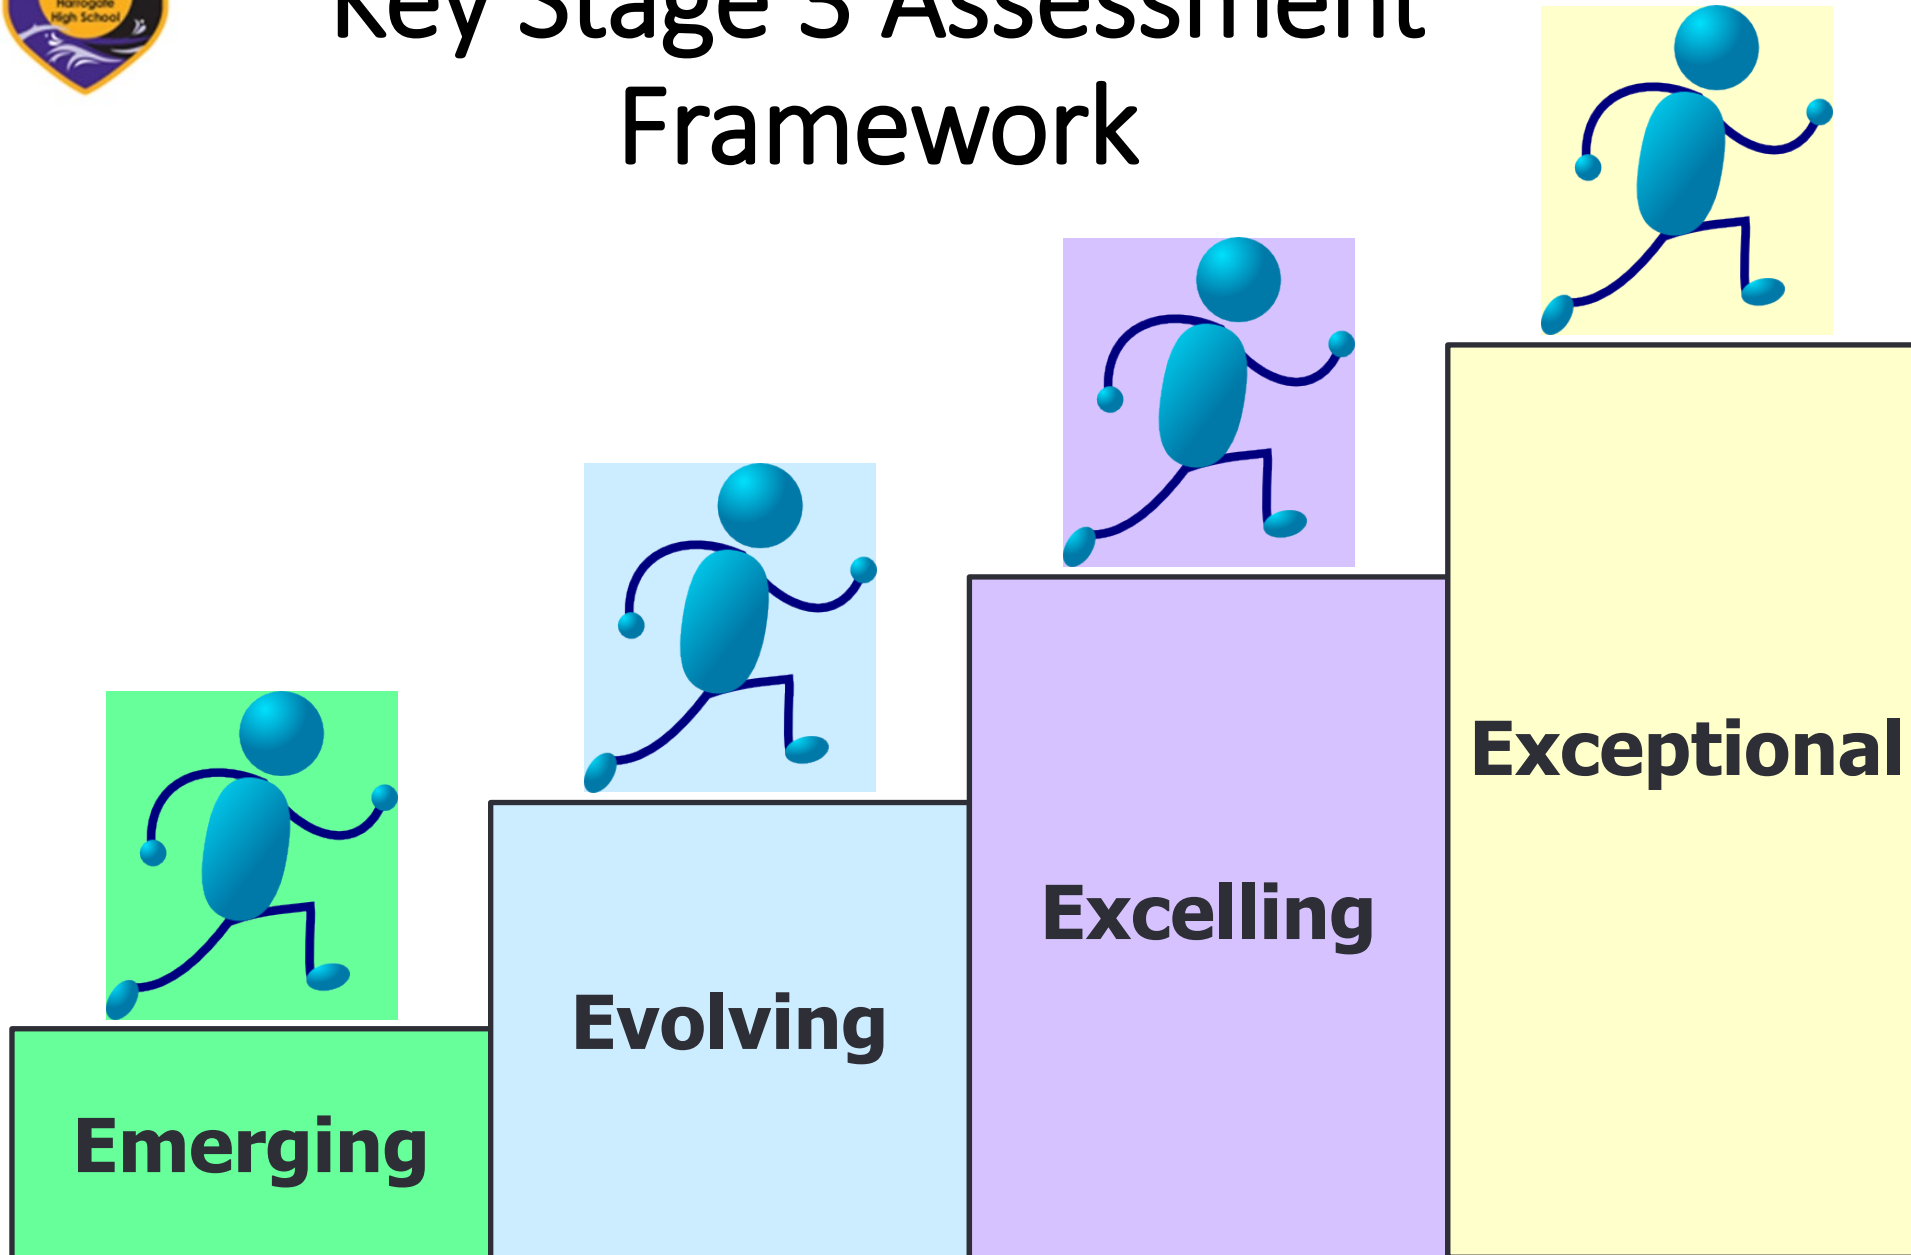 Harrogate
High School
Key Stage 3 Assessment
Framework
Exceptional
Excelling
Evolving
Emerging